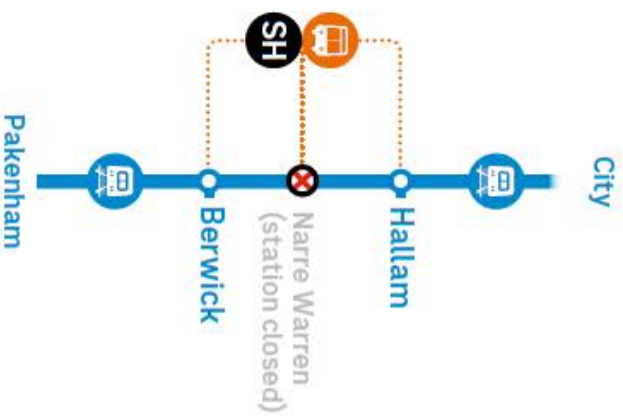 City
SH
Hallam
Narre Warren
(station closed)
Berwick
Pakenham